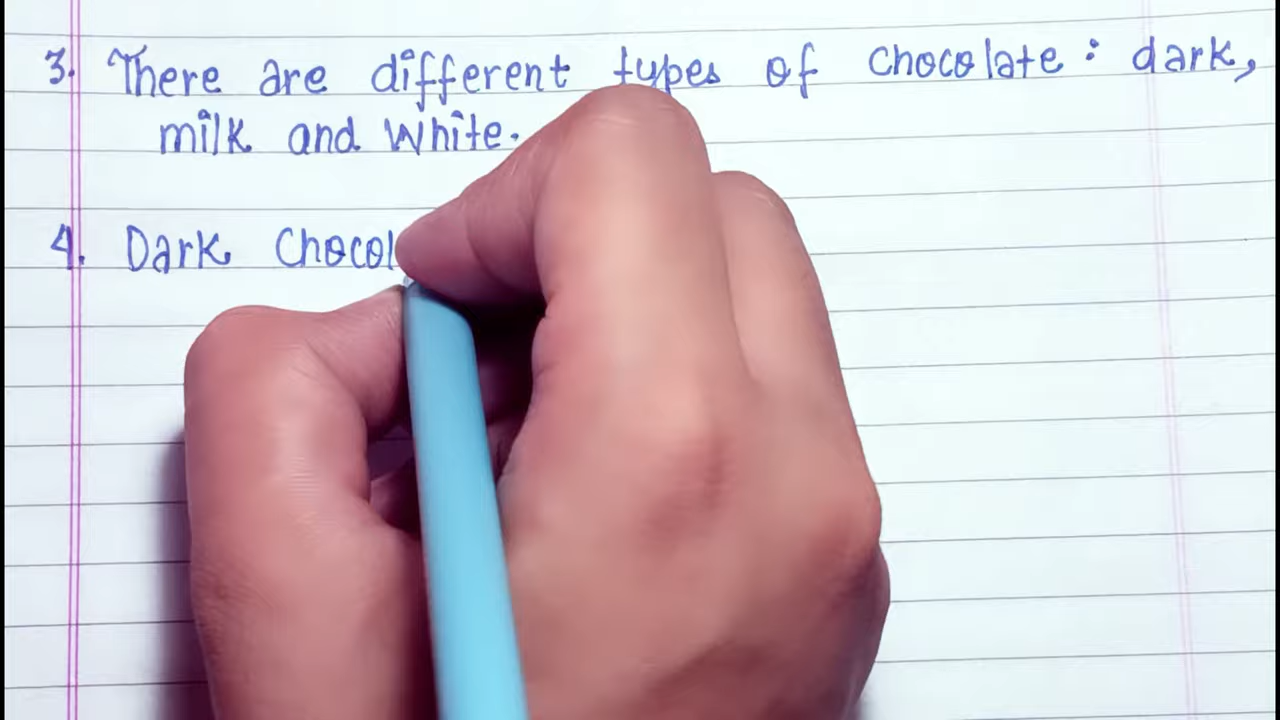 3. There are different types of chocolate : dark,
milk and White.
4. Dark Chocol